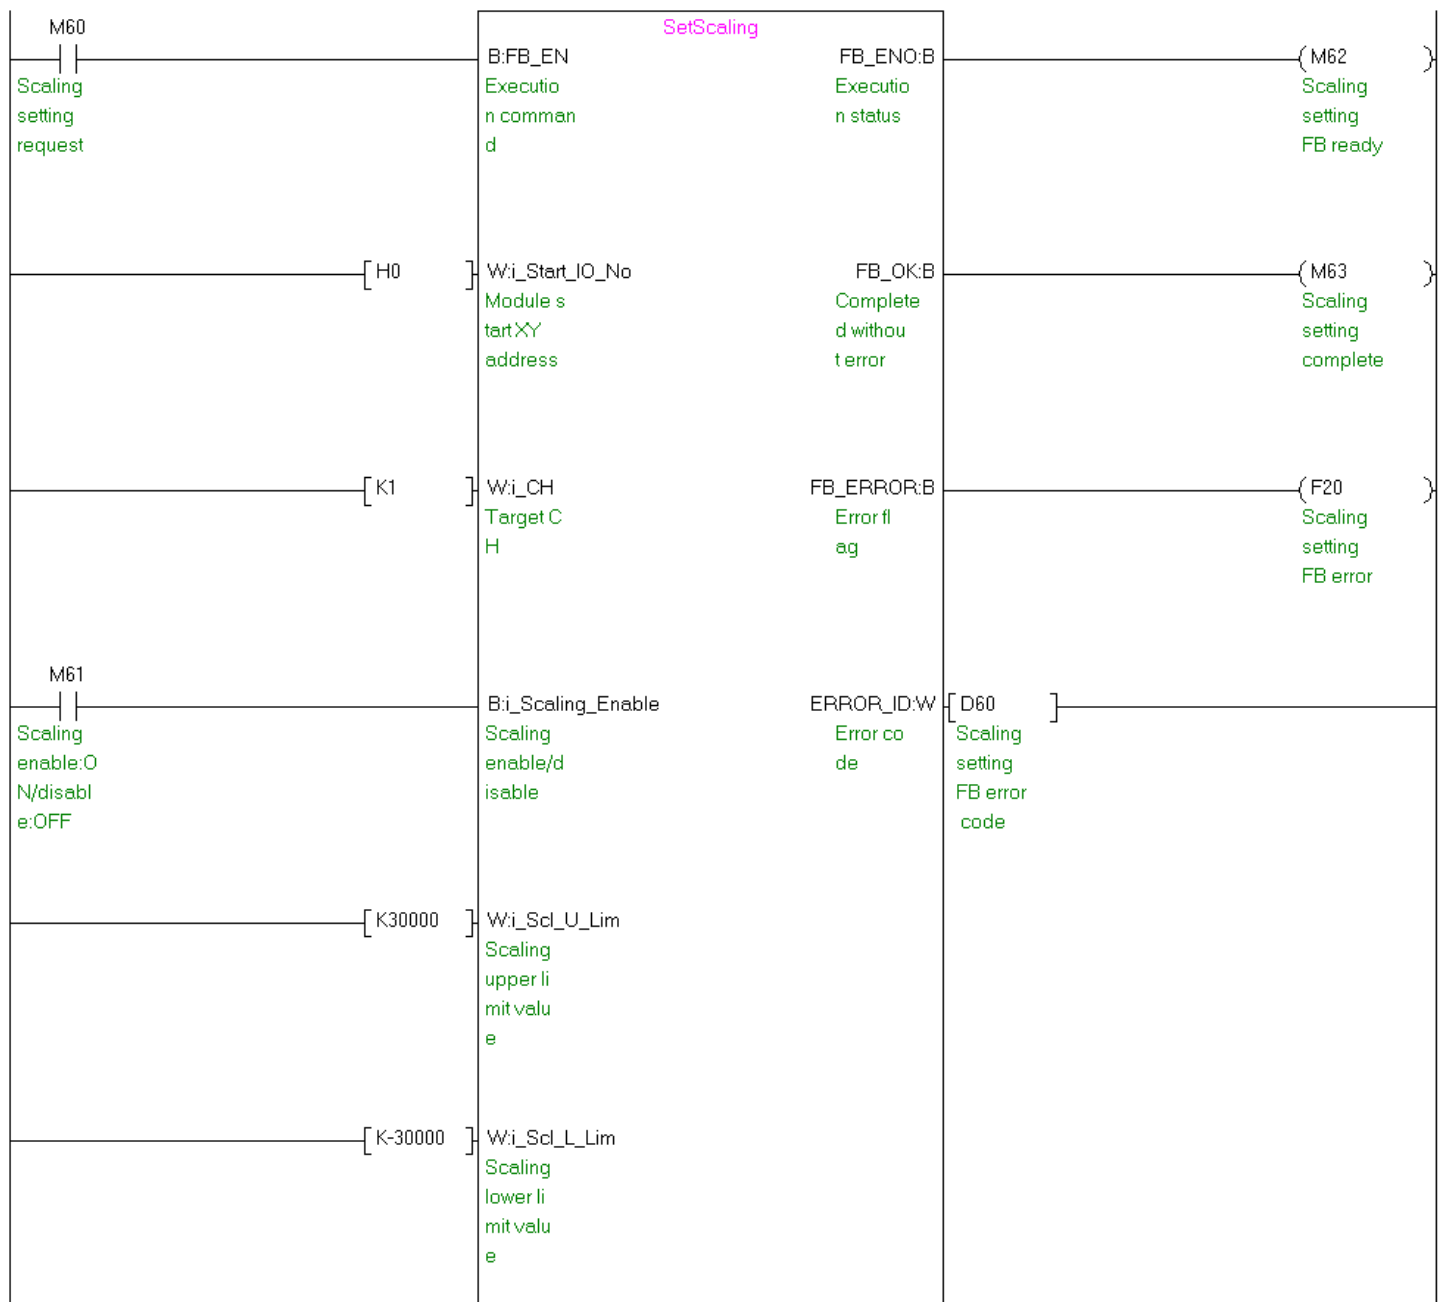 M60
SetScaling
B:FB_EN
FB_ENO:B
M62
Scaling
setting
request
Executio
n comman
d
Executio
n status
Scaling
setting
FB ready
H0
W:i_Start_IO_No
FB_OK:B
M63
Module s
tart XY
address
Complete
d withou
t error
Scaling
setting
complete
K1
W:i_CH
FB_ERROR:B
F20
Target C
H
Error fl
ag
Scaling
setting
FB error
M61
B:i_Scaling_Enable
ERROR_ID:W
D60
Scaling
enable:O
N/disabl
e:OFF
Scaling
enable/d
isable
Error co
de
Scaling
setting
FB error
code
K30000
W:i_Scl_U_Lim
Scaling
upper li
mit valu
e
K-30000
W:i_Scl_L_Lim
Scaling
lower li
mit valu
e